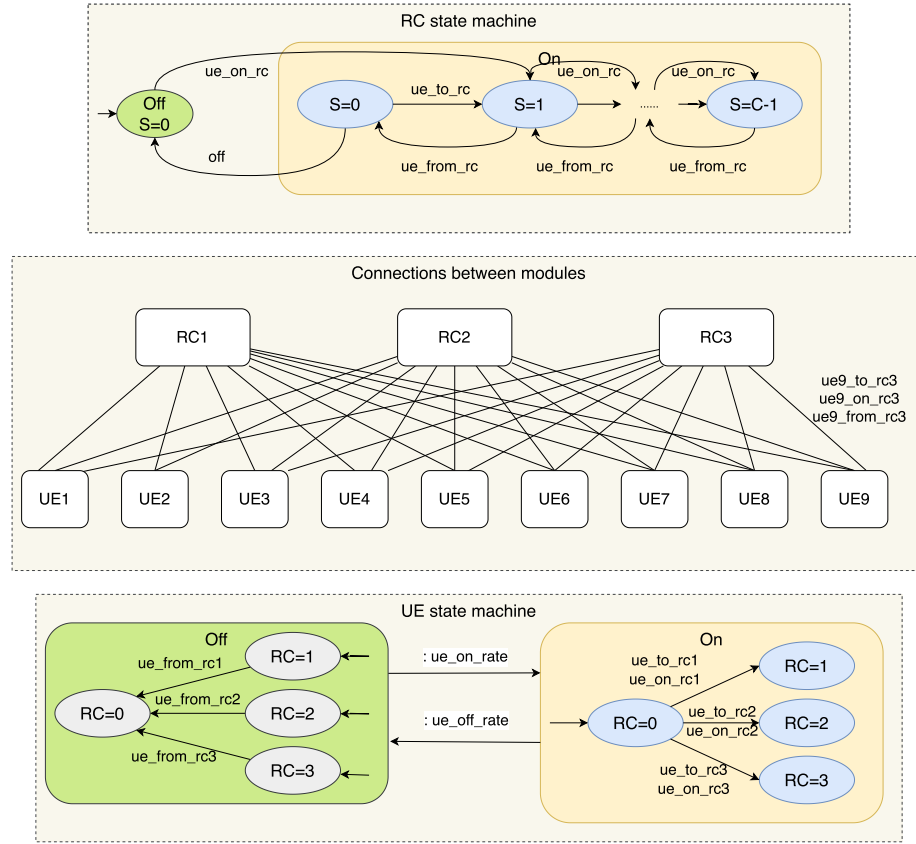 RC state machine
On
ue_on_rc
ue_on_rc
ue_on_rc
Off
S=0
S=0
ue_to_rc
S=1
......
S=C-1
off
ue_from_rc
ue_from_rc
ue_from_rc
Connections between modules
RC1
RC2
RC3
ue9_to_rc3
ue9_on_rc3
ue9_from_rc3
UE1
UE2
UE3
UE4
UE5
UE6
UE7
UE8
UE9
UE state machine
Off
RC=1
ue_from_rc1
RC=0
ue_from_rc2
RC=2
ue_from_rc3
RC=3
: ue_on_rate
: ue_off_rate
On
ue_to_rc1
ue_on_rc1
RC=1
RC=0
ue_to_rc2
ue_on_rc2
RC=2
ue_to_rc3
ue_on_rc3
RC=3